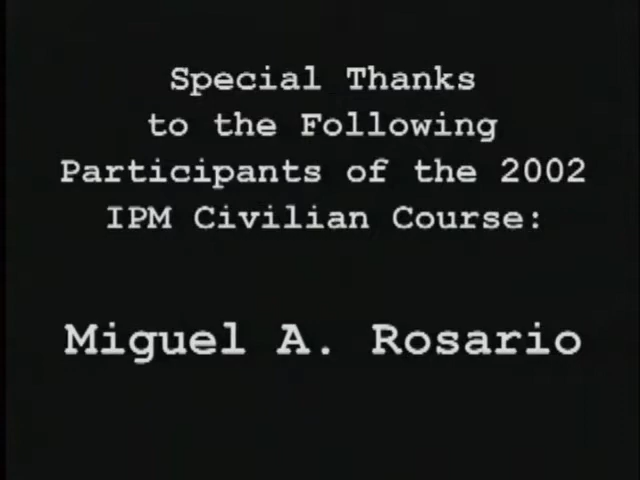 Special Thanks
to the Following
Participants of the 2002
IPM Civilian Course:
Miguel A. Rosario